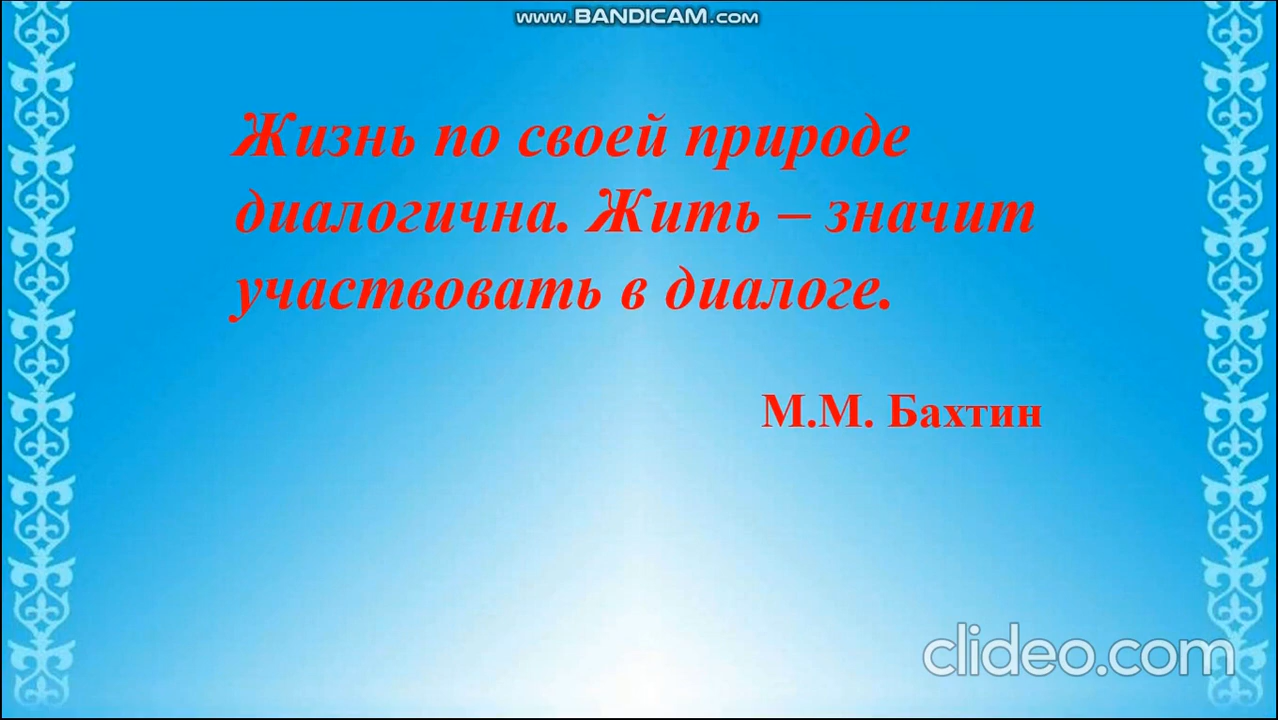 www.BANDICAM.com
Жизнь по своей природе
диалогична. Жить – значит
участвовать в диалоге.
М.М. Бахтин
clideo.com